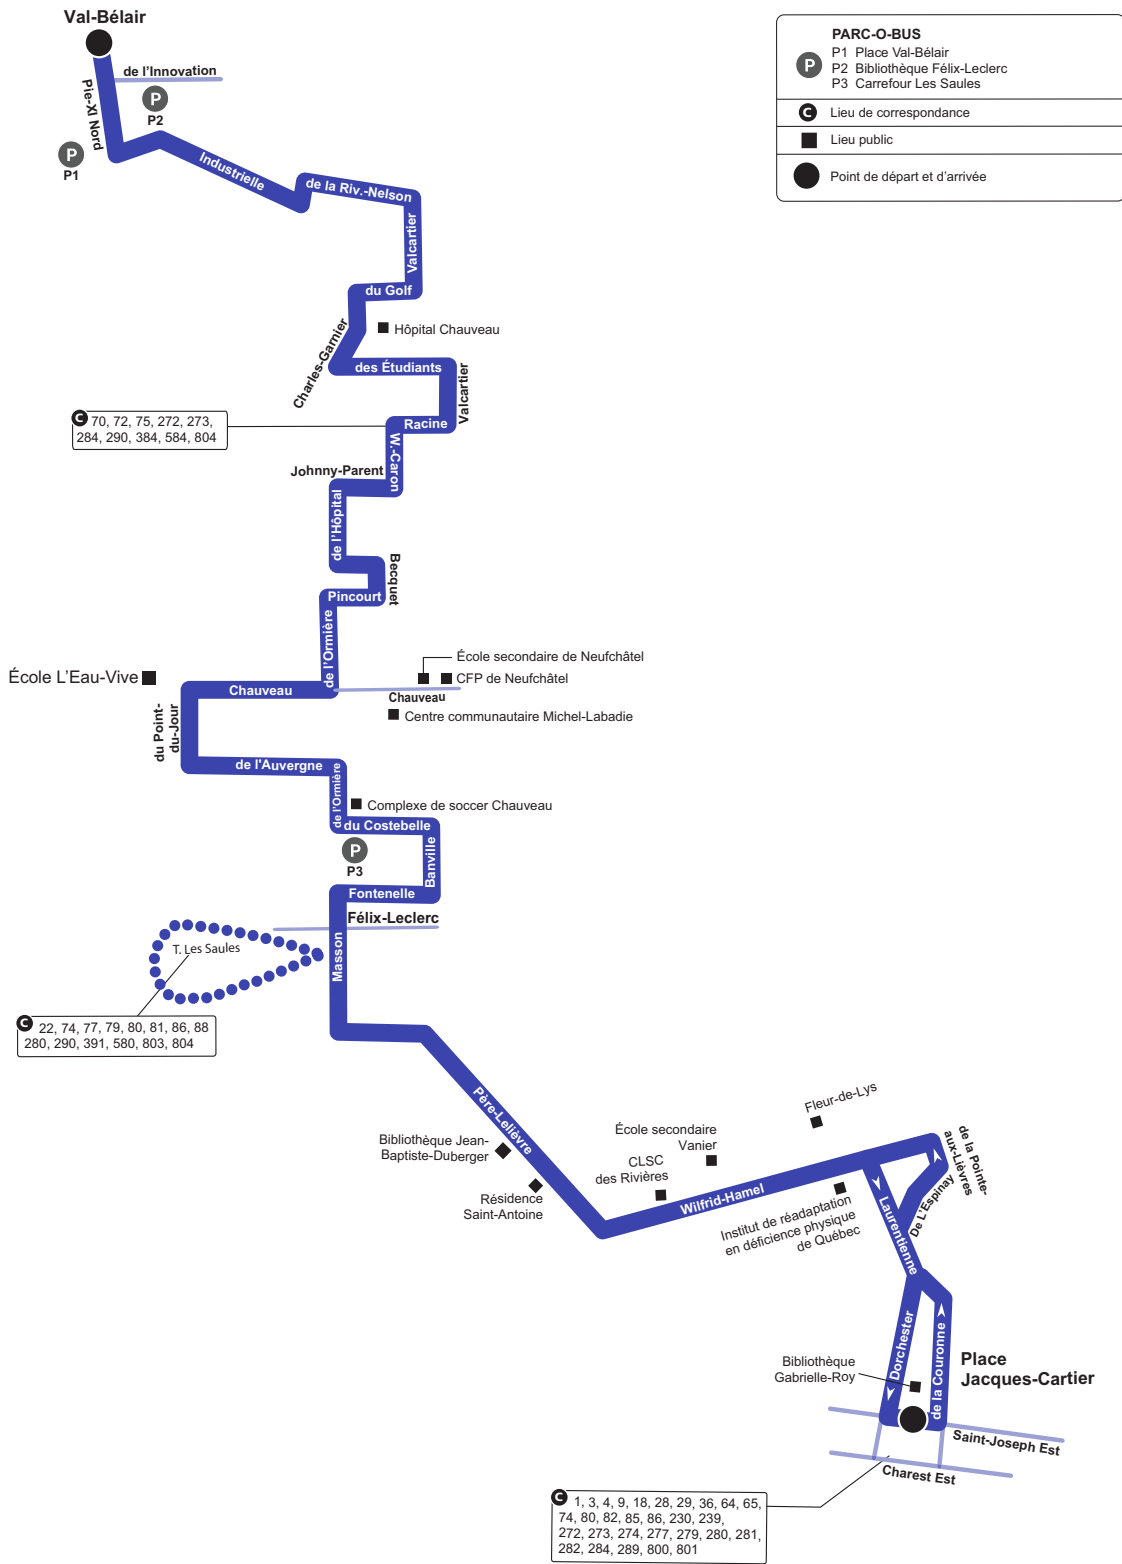 Val-Bélair
de l'Innovation
Pie-XI Nord
P
P2
P
P1
Industrielle
de la Riv.-Nelson
Valcartier
du Golf
Charles-Garnier
Hôpital Chauveau
des Étudiants
Valcartier
C 70, 72, 75, 272, 273,
284, 290, 384, 584, 804
Racine
W.-Caron
Johnny-Parent
de l'Hôpital
Becquet
Pincourt
de l'Ormière
École secondaire de Neufchâtel
CFP de Neufchâtel
École L'Eau-Vive
Chauveau
Chauveau
Centre communautaire Michel-Labadie
du Point-
du-Jour
de l'Auvergne
de l'Ormière
Complexe de soccer Chauveau
du Costebelle
P
P3
Banville
Fontenelle
Félix-Leclerc
Masson
T. Les Saules
C 22, 74, 77, 79, 80, 81, 86, 88
280, 290, 391, 580, 803, 804
Père-Lelièvre
Bibliothèque Jean-
Baptiste-Duberger
Résidence
Saint-Antoine
École secondaire
Vanier
CLSC
des Rivières
Fleur-de-Lys
Wilfrid-Hamel
Institut de réadaptation
en déficience physique
de Québec
de la Pointe-
aux-Lièvres
De L'Espinay
Laurentienne
Dorchester
de la Couronne
Bibliothèque
Gabrielle-Roy
Place
Jacques-Cartier
Saint-Joseph Est
Charest Est
C 1, 3, 4, 9, 18, 28, 29, 36, 64, 65,
74, 80, 82, 85, 86, 230, 239,
272, 273, 274, 277, 279, 280, 281,
282, 284, 289, 800, 801
PARC-O-BUS
P
P1 Place Val-Bélair
P2 Bibliothèque Félix-Leclerc
P3 Carrefour Les Saules
C Lieu de correspondance
Lieu public
Point de départ et d'arrivée